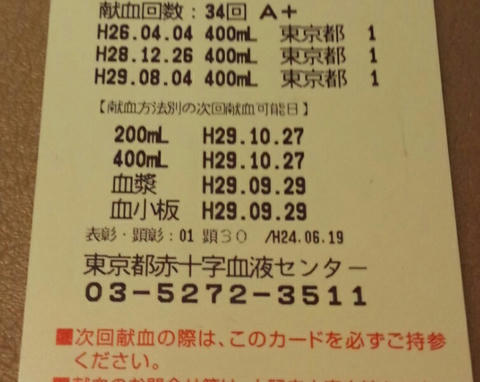 献血回数：34回 A+
H26.04.04 400mL 東京都 1
H28.12.26 400mL 東京都 1
H29.08.04 400mL 東京都 1
【献血方法別の次回献血可能日】
200mL H29.10.27
400mL H29.10.27
血漿 H29.09.29
血小板 H29.09.29
表彰・顕彰：01 顕30 /H24.06.19
東京都赤十字血液センター
03-5272-3511
■次回献血の際は、このカードを必ずご持参
ください。